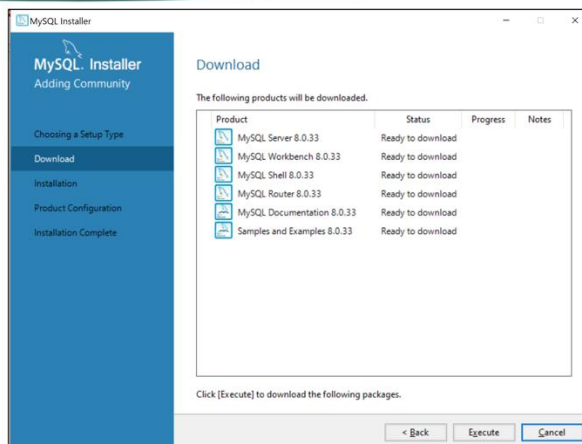 MySQL Installer
MySQL. Installer
Adding Community
Choosing a Setup Type
Download
Installation
Product Configuration
Installation Complete
Download
The following products will be downloaded.
Product Status Progress Notes
MySQL Server 8.0.33 Ready to download
MySQL Workbench 8.0.33 Ready to download
MySQL Shell 8.0.33 Ready to download
MySQL Router 8.0.33 Ready to download
MySQL Documentation 8.0.33 Ready to download
Samples and Examples 8.0.33 Ready to download
Click [Execute] to download the following packages.
< Back Execute Cancel